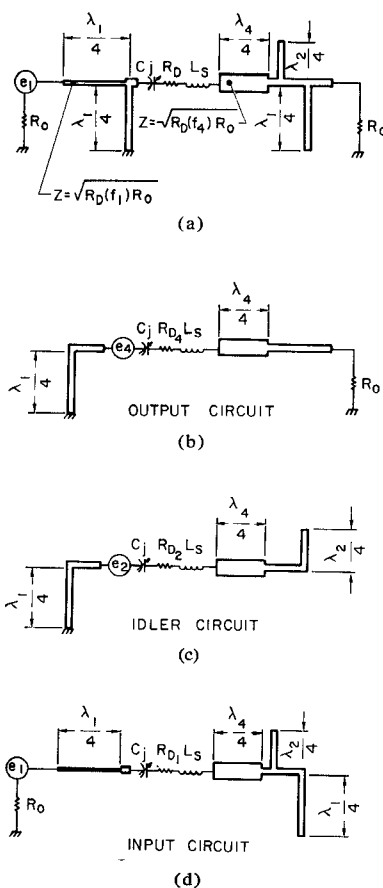 λ1/4
λ4/4
λ2/4
Cj RD LS
e1
R0
λ1/4
Z=√RD(f4) R0
λ1/4
R0
Z=√RD(f1) R0
(a)
λ4/4
Cj RD4 LS
e4
λ1/4
R0
OUTPUT CIRCUIT
(b)
λ4/4
Cj RD2 LS
e2
λ2/4
λ1/4
IDLER CIRCUIT
(c)
λ1/4
λ4/4
Cj RD1 LS
λ2/4
e1
R0
λ1/4
INPUT CIRCUIT
(d)